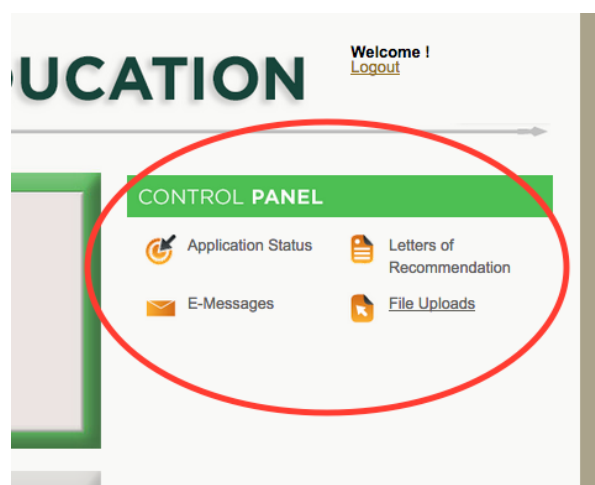 UCATION
Welcome !
Logout
CONTROL PANEL
Application Status
Letters of
Recommendation
E-Messages
File Uploads